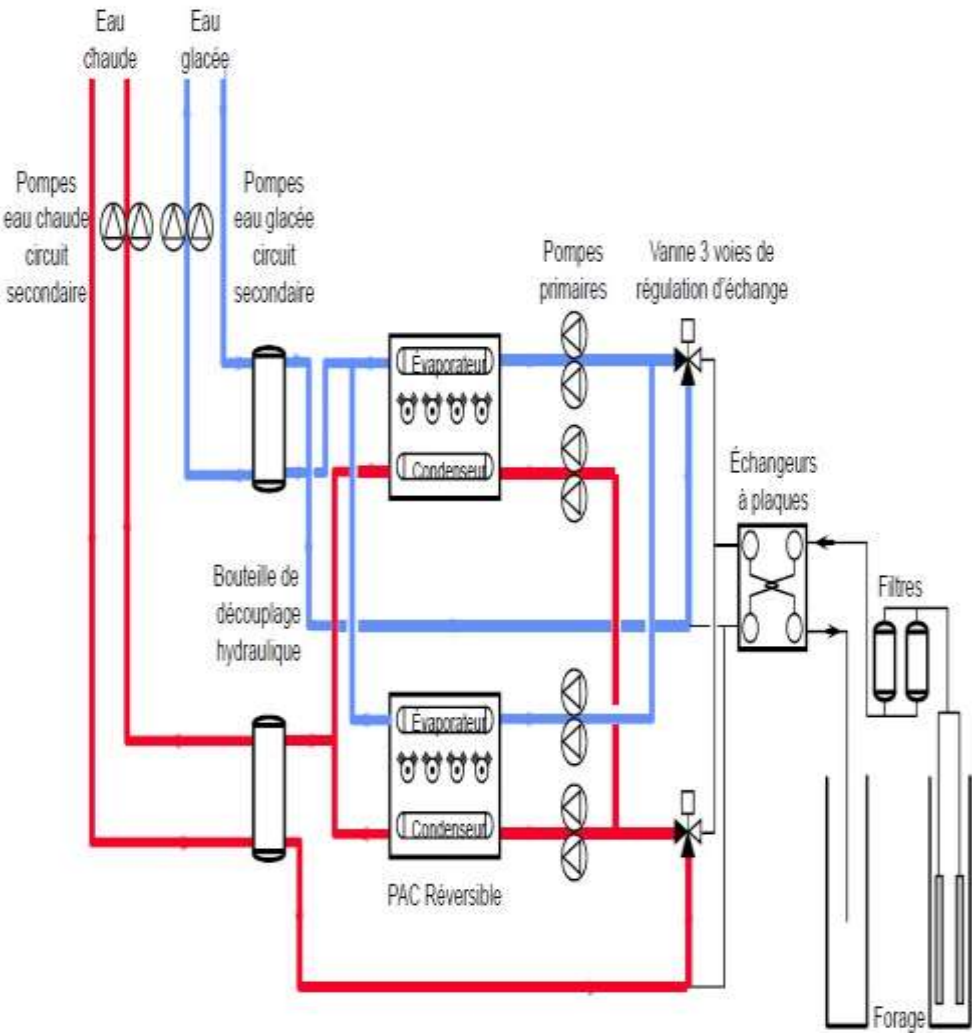 Eau
chaude
Eau
glacée
Pompes
eau chaude
circuit
secondaire
Pompes
eau glacée
circuit
secondaire
Pompes
primaires
Vanne 3 voies de
régulation d'échange
Évaporateur
Condenseur
Échangeurs
à plaques
Filtres
Bouteille de
découplage
hydraulique
Évaporateur
Condenseur
PAC Réversible
Forage